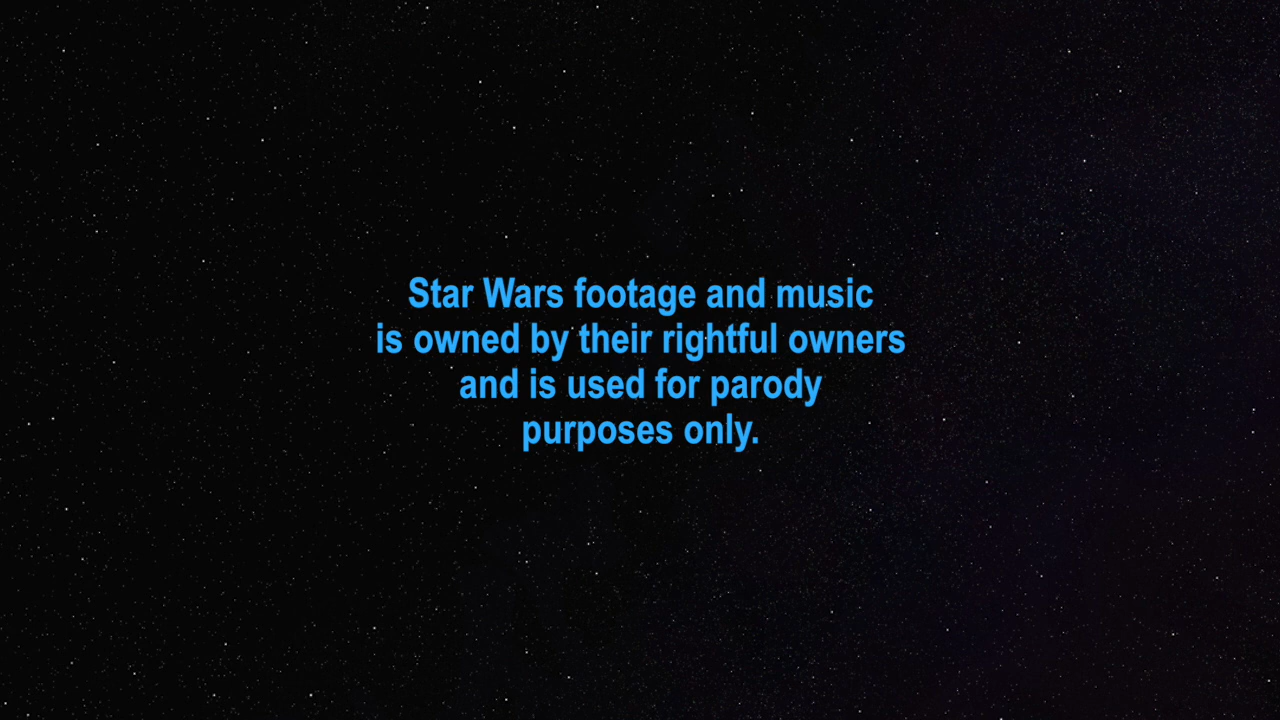 Star Wars footage and music
is owned by their rightful owners
and is used for parody
purposes only.